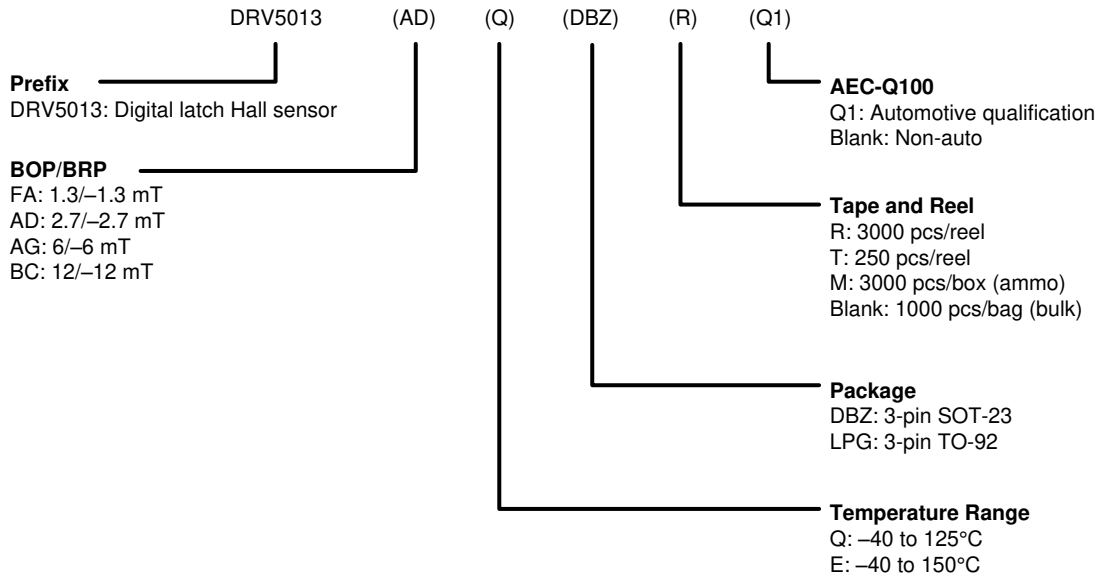 DRV5013 (AD) (Q) (DBZ) (R) (Q1)
Prefix
DRV5013: Digital latch Hall sensor
BOP/BRP
FA: 1.3/–1.3 mT
AD: 2.7/–2.7 mT
AG: 6/–6 mT
BC: 12/–12 mT
AEC-Q100
Q1: Automotive qualification
Blank: Non-auto
Tape and Reel
R: 3000 pcs/reel
T: 250 pcs/reel
M: 3000 pcs/box (ammo)
Blank: 1000 pcs/bag (bulk)
Package
DBZ: 3-pin SOT-23
LPG: 3-pin TO-92
Temperature Range
Q: –40 to 125°C
E: –40 to 150°C